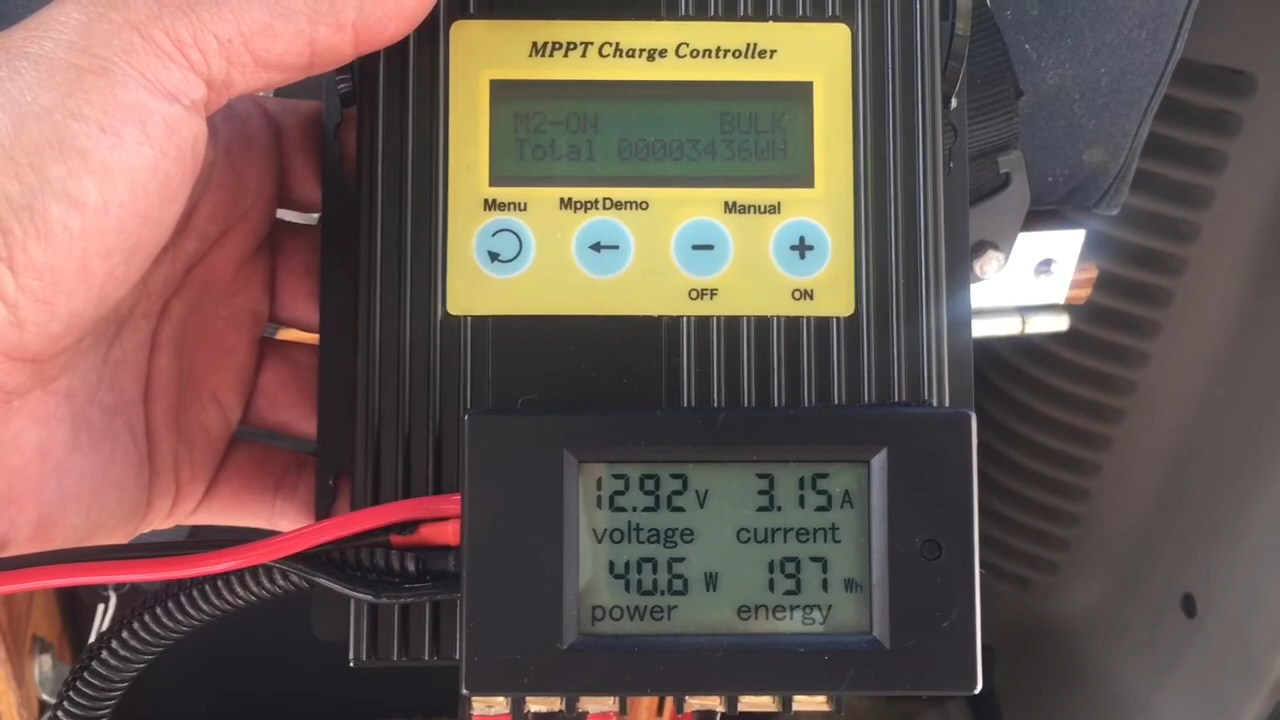 MPPT Charge Controller
M2-ON BULK
Total 00003436WH
Menu Mppt Demo Manual
OFF ON
12.92 V 3.15 A
voltage current
40.6 W 197 Wh
power energy